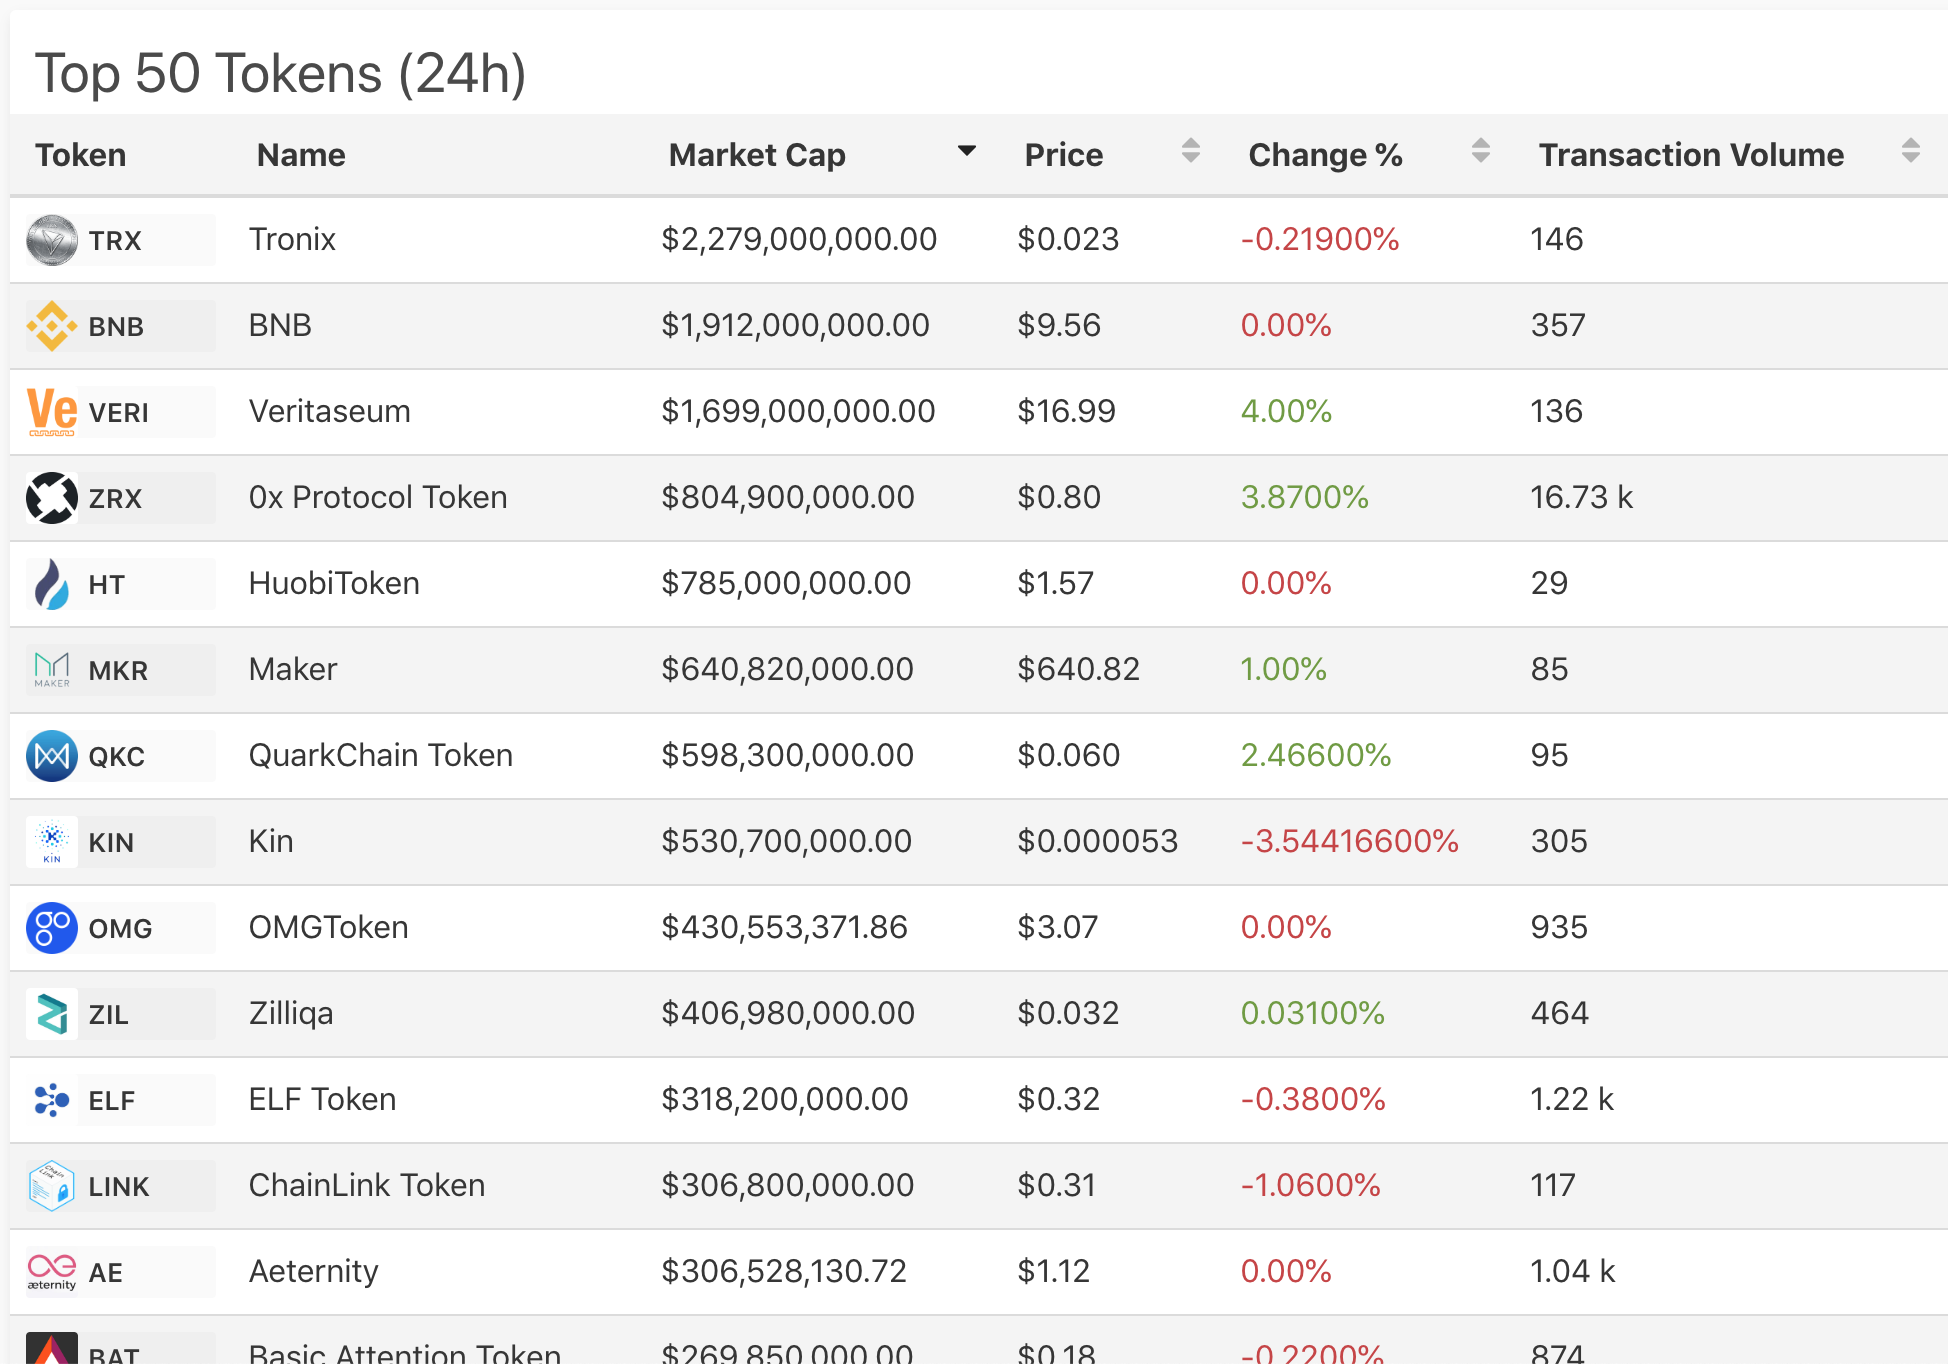 Top 50 Tokens (24h)
Token Name Market Cap Price Change % Transaction Volume
TRX Tronix $2,279,000,000.00 $0.023 -0.21900% 146
BNB BNB $1,912,000,000.00 $9.56 0.00% 357
Ve VERI Veritaseum $1,699,000,000.00 $16.99 4.00% 136
ZRX 0x Protocol Token $804,900,000.00 $0.80 3.8700% 16.73 k
HT HuobiToken $785,000,000.00 $1.57 0.00% 29
MAKER MKR Maker $640,820,000.00 $640.82 1.00% 85
QKC QuarkChain Token $598,300,000.00 $0.060 2.46600% 95
KIN KIN Kin $530,700,000.00 $0.000053 -3.54416600% 305
go OMG OMGToken $430,553,371.86 $3.07 0.00% 935
ZIL Zilliqa $406,980,000.00 $0.032 0.03100% 464
ELF ELF Token $318,200,000.00 $0.32 -0.3800% 1.22 k
Chain Link LINK ChainLink Token $306,800,000.00 $0.31 -1.0600% 117
æternity AE Aeternity $306,528,130.72 $1.12 0.00% 1.04 k
BAT Basic Attention Token $269,850,000.00 $0.18 -0.2200% 874